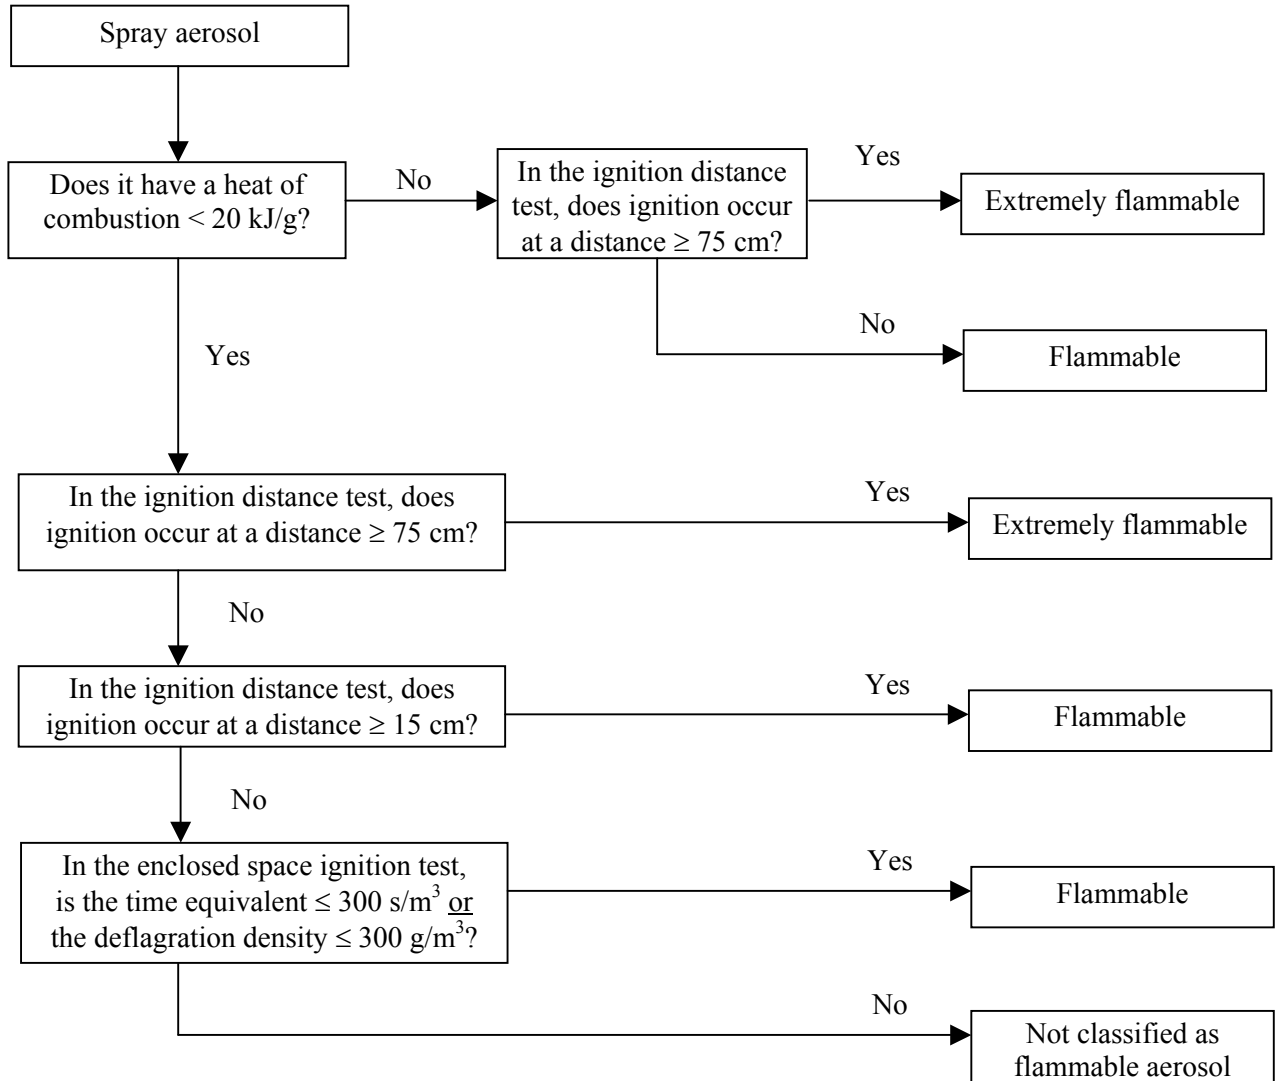 Spray aerosol
Does it have a heat of
combustion < 20 kJ/g?
No
In the ignition distance
test, does ignition occur
at a distance ≥ 75 cm?
Yes
Extremely flammable
No
Flammable
Yes
In the ignition distance test, does
ignition occur at a distance ≥ 75 cm?
Yes
Extremely flammable
No
In the ignition distance test, does
ignition occur at a distance ≥ 15 cm?
Yes
Flammable
No
In the enclosed space ignition test,
is the time equivalent ≤ 300 s/m³ or
the deflagration density ≤ 300 g/m³?
Yes
Flammable
No
Not classified as
flammable aerosol